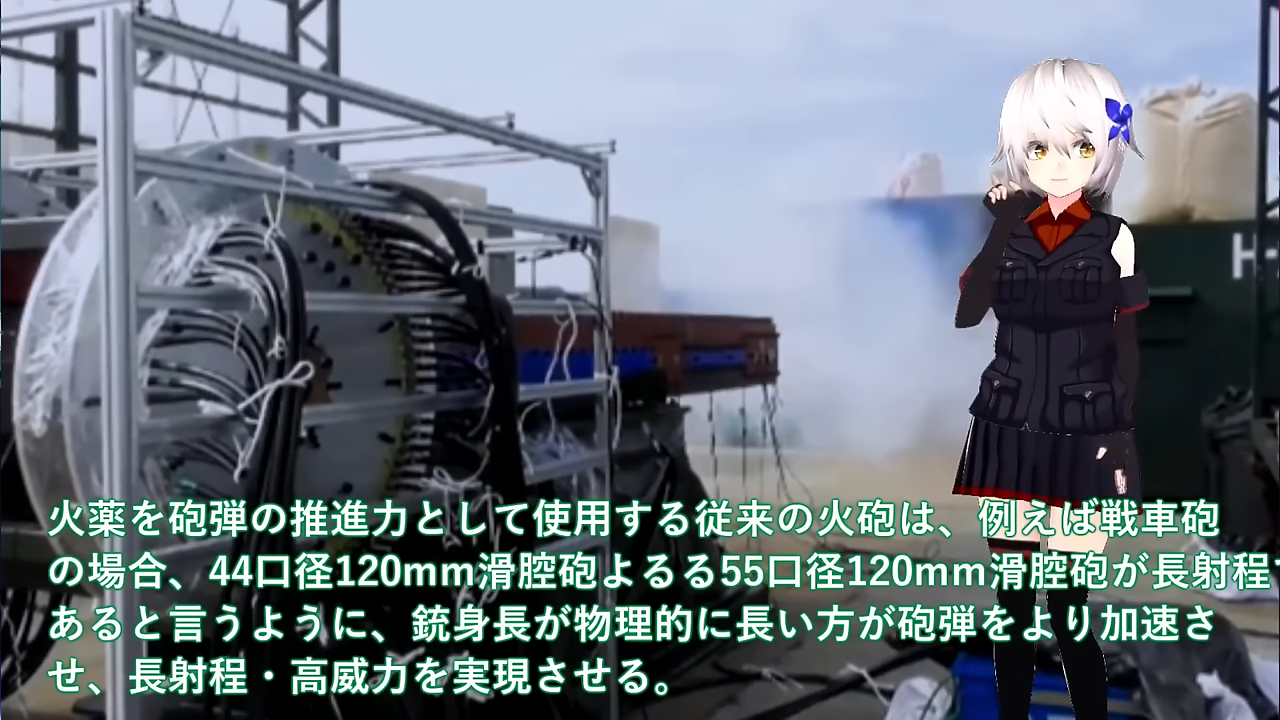 火薬を砲弾の推進力として使用する従来の火砲は、例えば戦車砲
の場合、44口径120mm滑腔砲よるる55口径120mm滑腔砲が長射程で
あると言うように、銃身長が物理的に長い方が砲弾をより加速さ
せ、長射程・高威力を実現させる。
H